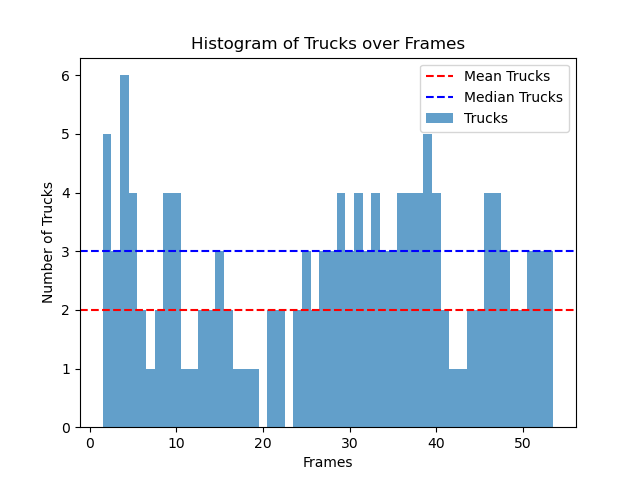 Histogram of Trucks over Frames
Mean Trucks
Median Trucks
Trucks
Number of Trucks
6
5
4
3
2
1
0
0 10 20 30 40 50
Frames